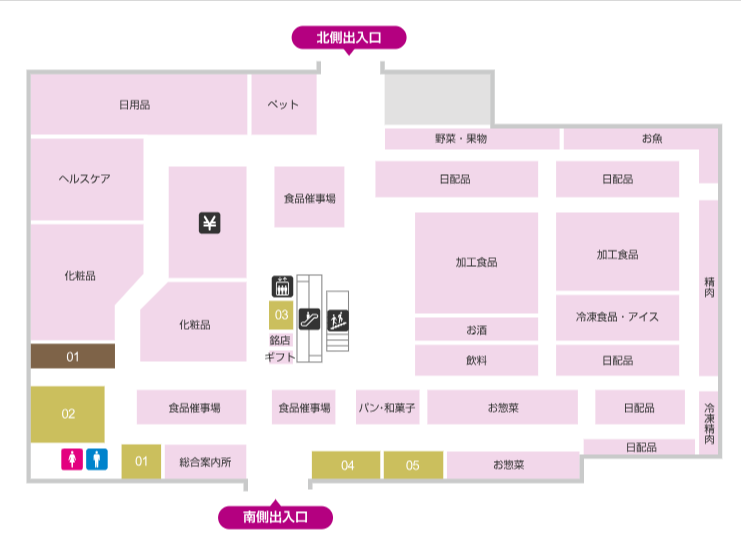 北側出入口
日用品
ペット
野菜・果物
お魚
ヘルスケア
日配品
日配品
食品催事場
¥
加工食品
加工食品
化粧品
精肉
03
化粧品
冷凍食品・アイス
お酒
銘店
ギフト
01
飲料
日配品
02
食品催事場
食品催事場
パン・和菓子
お惣菜
日配品
冷凍精肉
日配品
01
総合案内所
04
05
お惣菜
南側出入口